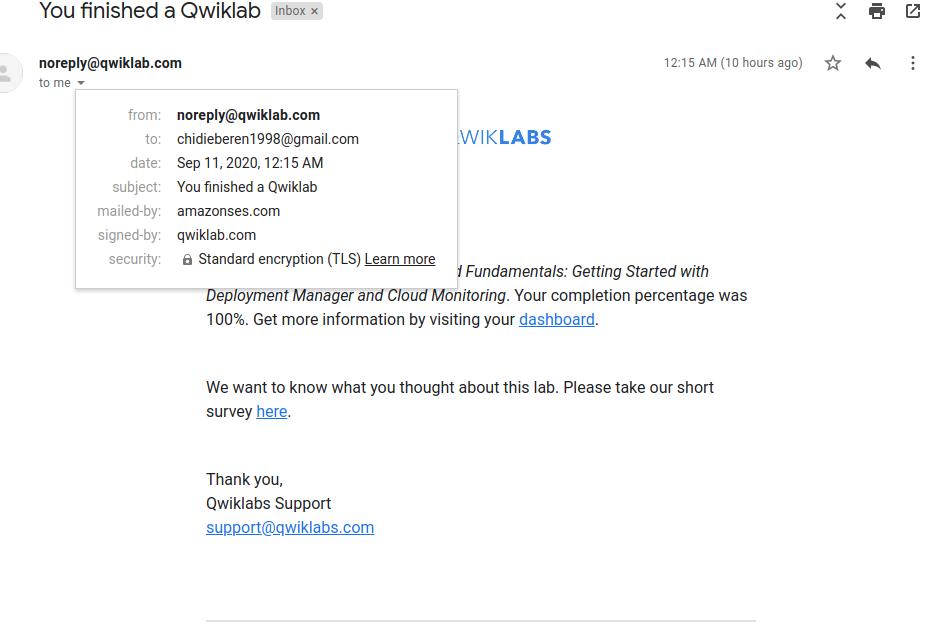 You finished a Qwiklab Inbox ×
noreply@qwiklab.com 12:15 AM (10 hours ago)
to me
from: noreply@qwiklab.com
to: chidieberen1998@gmail.com
date: Sep 11, 2020, 12:15 AM
subject: You finished a Qwiklab
mailed-by: amazonses.com
signed-by: qwiklab.com
security: Standard encryption (TLS) Learn more
WIKLABS
d Fundamentals: Getting Started with
Deployment Manager and Cloud Monitoring. Your completion percentage was
100%. Get more information by visiting your dashboard.
We want to know what you thought about this lab. Please take our short
survey here.
Thank you,
Qwiklabs Support
support@qwiklabs.com